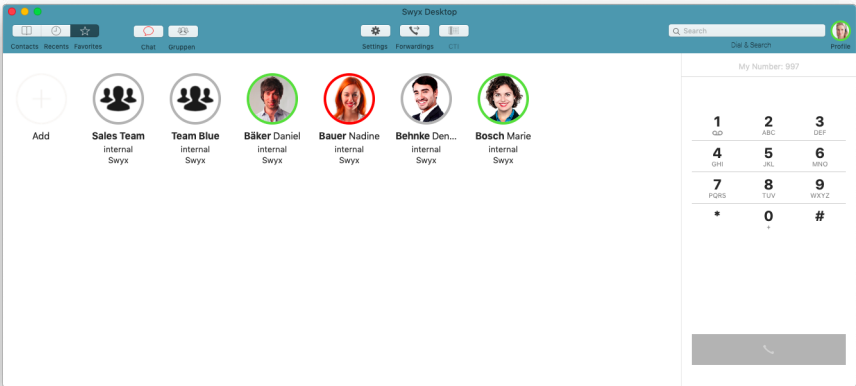 Swyx Desktop
Contacts Recents Favorites Chat Gruppen Settings Forwardings CTI Dial & Search Profile
Search
My Number: 997
Add
Sales Team
internal
Swyx
Team Blue
internal
Swyx
Bäker Daniel
internal
Swyx
Bauer Nadine
internal
Swyx
Behnke Den...
internal
Swyx
Bosch Marie
internal
Swyx
1 2 3
ABC DEF
4 5 6
GHI JKL MNO
7 8 9
PQRS TUV WXYZ
* 0 #
+